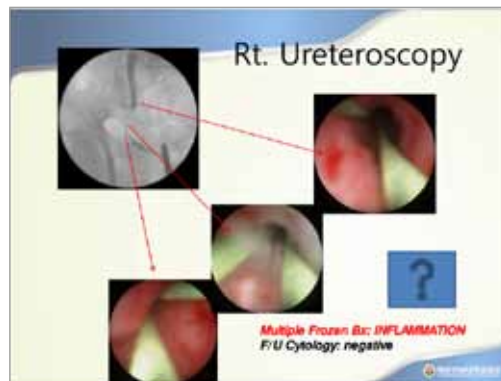 Rt. Ureteroscopy
?
Multiple Frozen Bx: INFLAMMATION
F/U Cytology: negative